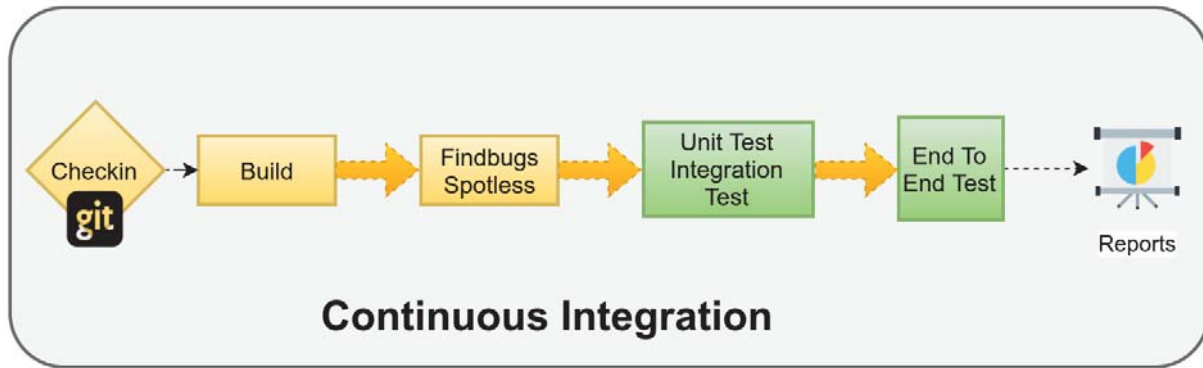 Checkin
git
Build
Findbugs
Spotless
Unit Test
Integration
Test
End To
End Test
Reports
Continuous Integration